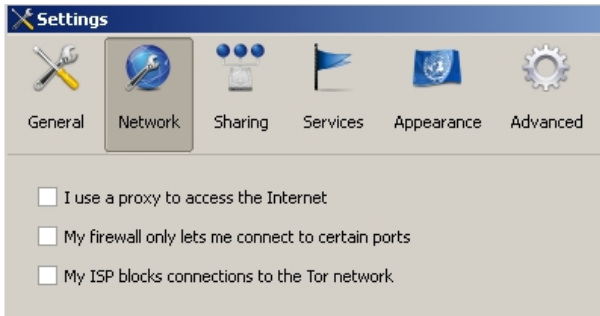 Settings
General Network Sharing Services Appearance Advanced
I use a proxy to access the Internet
My firewall only lets me connect to certain ports
My ISP blocks connections to the Tor network